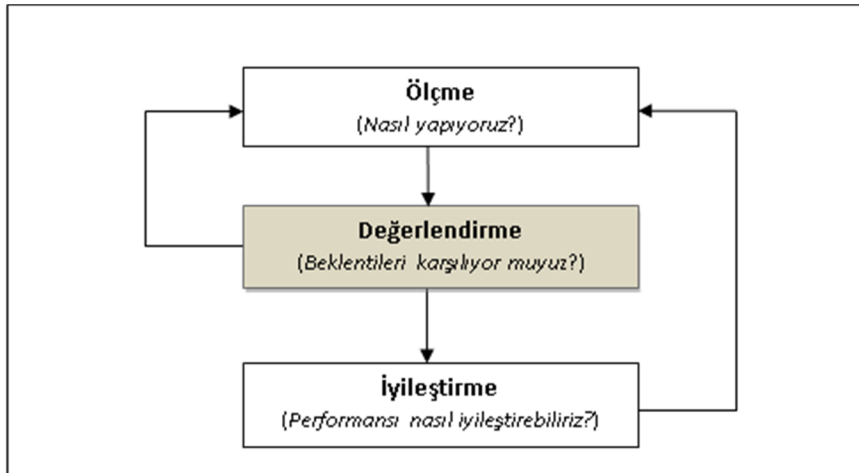 Ölçme
(Nasıl yapıyoruz?)
Değerlendirme
(Beklentileri karşılıyor muyuz?)
İyileştirme
(Performansı nasıl iyileştirebiliriz?)